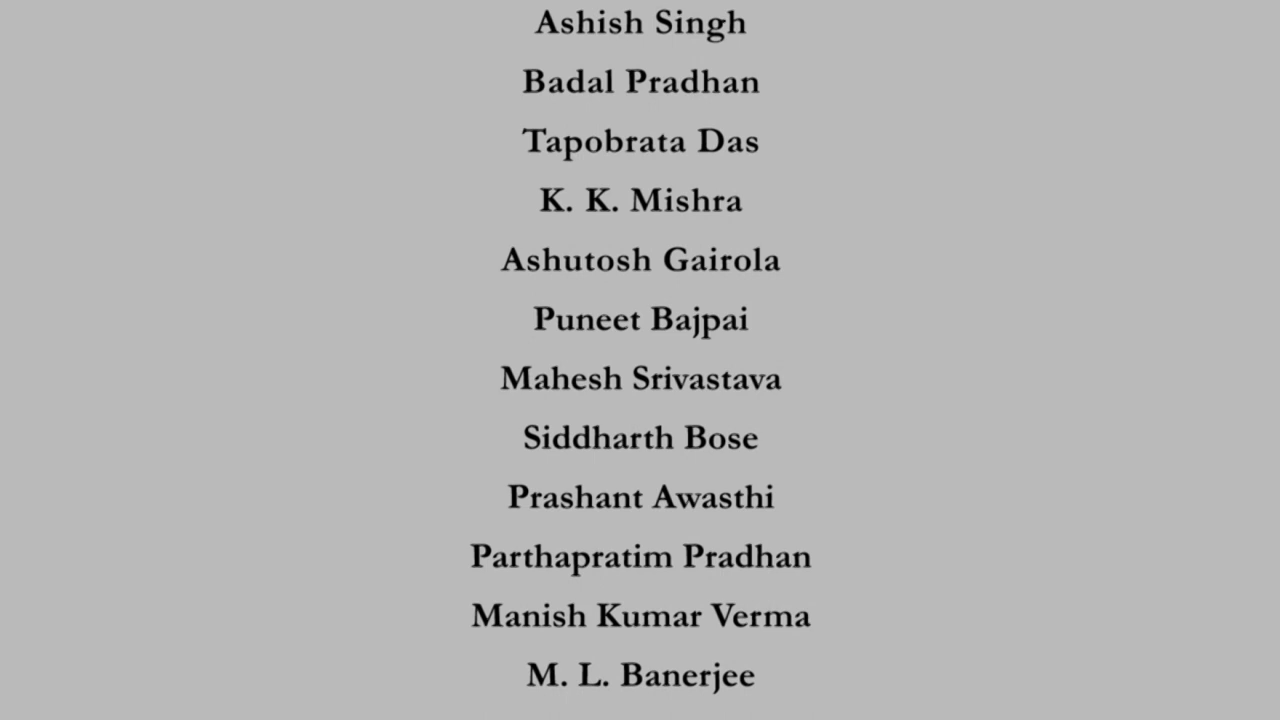 Ashish Singh
Badal Pradhan
Tapobrata Das
K. K. Mishra
Ashutosh Gairola
Puneet Bajpai
Mahesh Srivastava
Siddharth Bose
Prashant Awasthi
Parthapratim Pradhan
Manish Kumar Verma
M. L. Banerjee